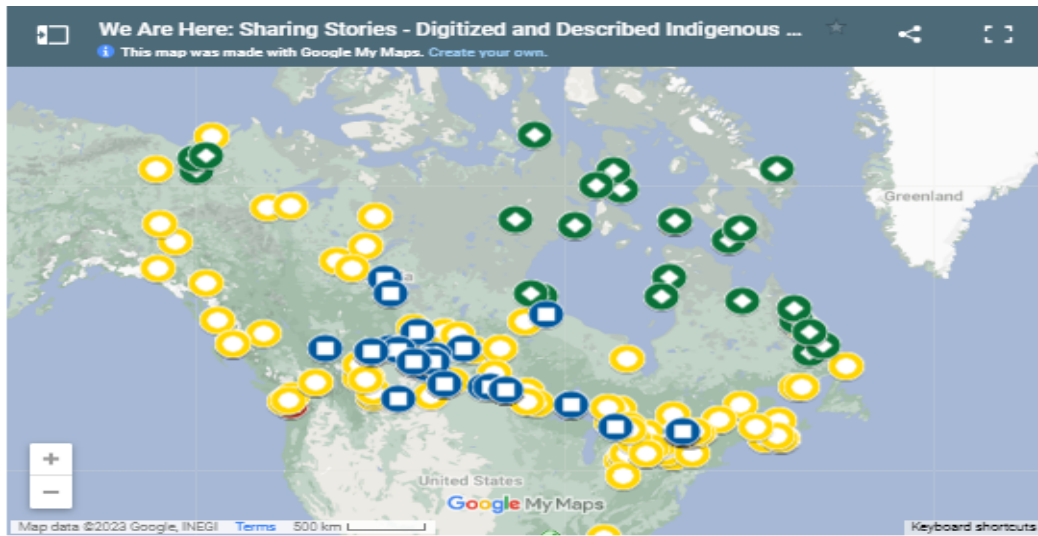 We Are Here: Sharing Stories - Digitized and Described Indigenous ...
This map was made with Google My Maps. Create your own.
Greenland
United States
Google My Maps
Map data ©2023 Google, INEGI Terms 500 km Keyboard shortcuts